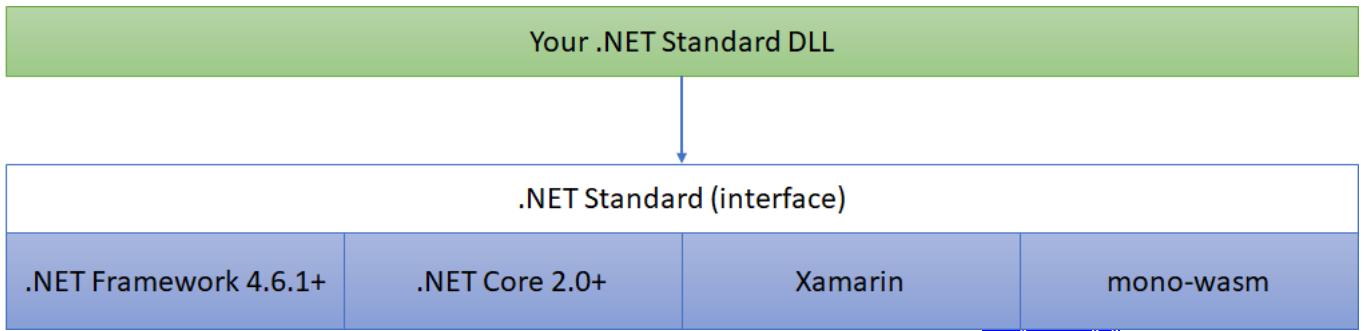 Your .NET Standard DLL
.NET Standard (interface)
.NET Framework 4.6.1+
.NET Core 2.0+
Xamarin
mono-wasm